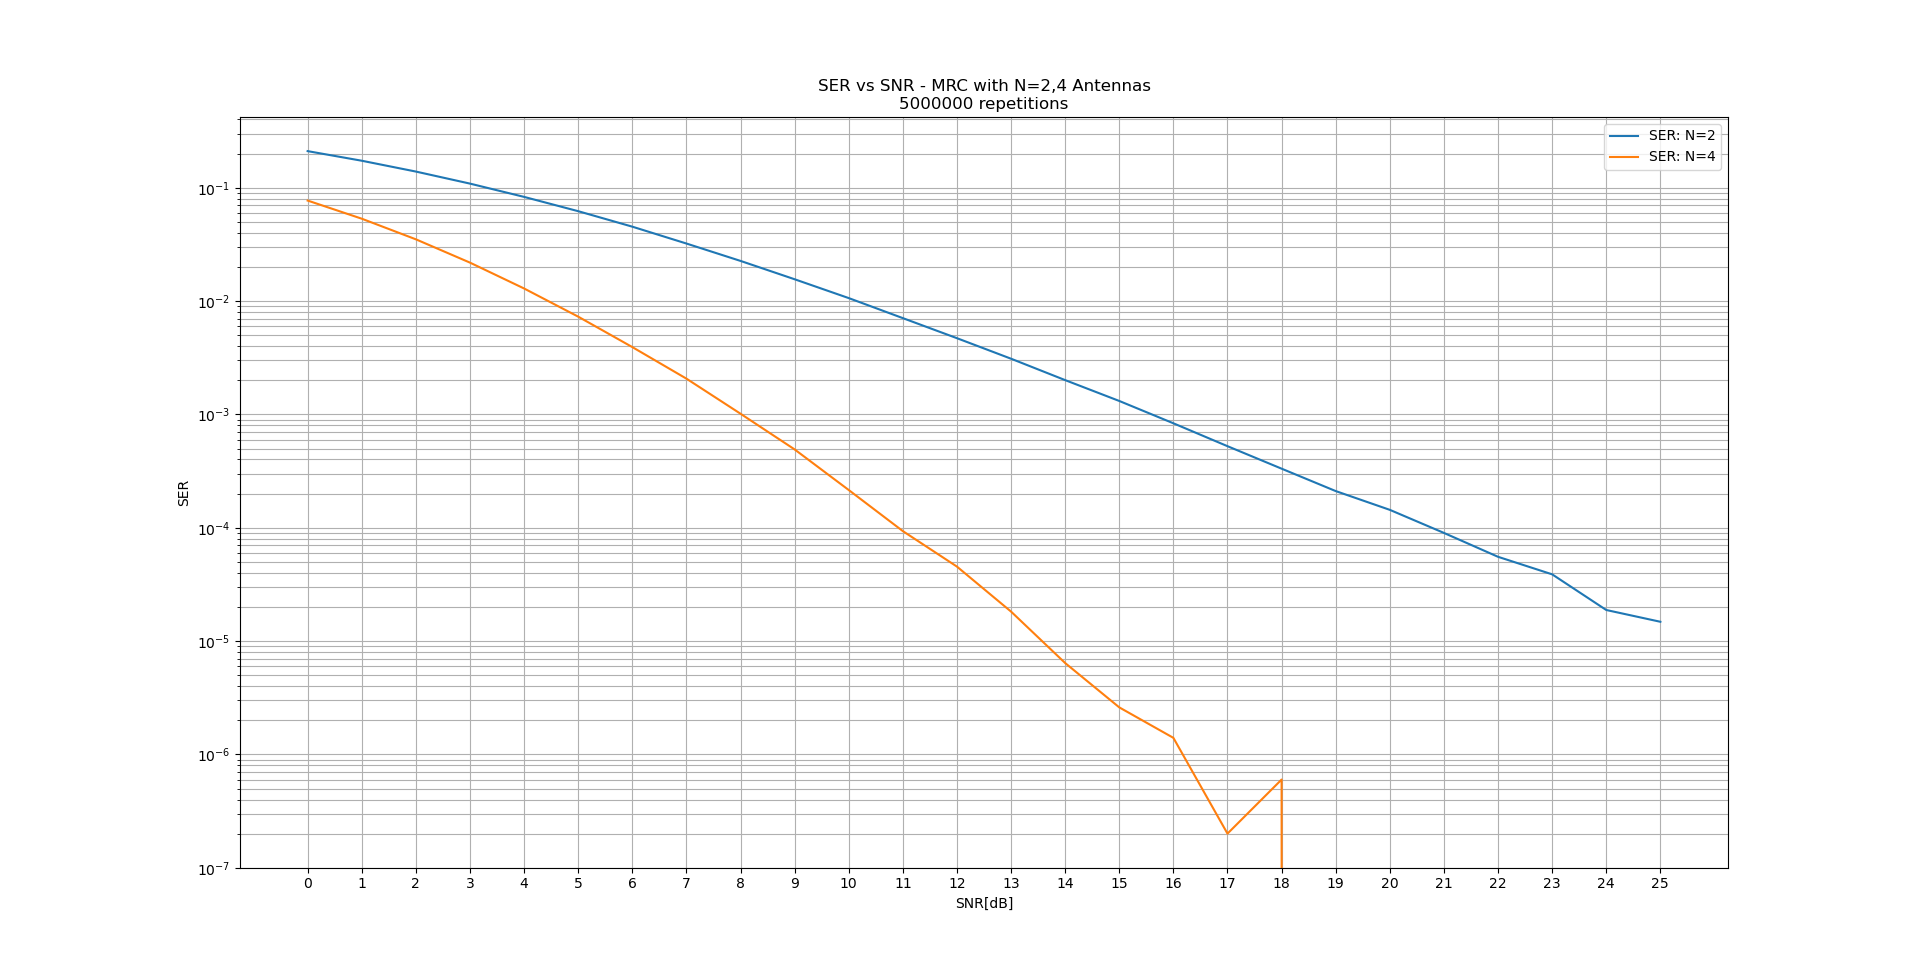 SER vs SNR - MRC with N=2,4 Antennas
5000000 repetitions
SER: N=2
SER: N=4
10⁻¹
10⁻²
10⁻³
10⁻⁴
10⁻⁵
10⁻⁶
10⁻⁷
SER
0 1 2 3 4 5 6 7 8 9 10 11 12 13 14 15 16 17 18 19 20 21 22 23 24 25
SNR[dB]